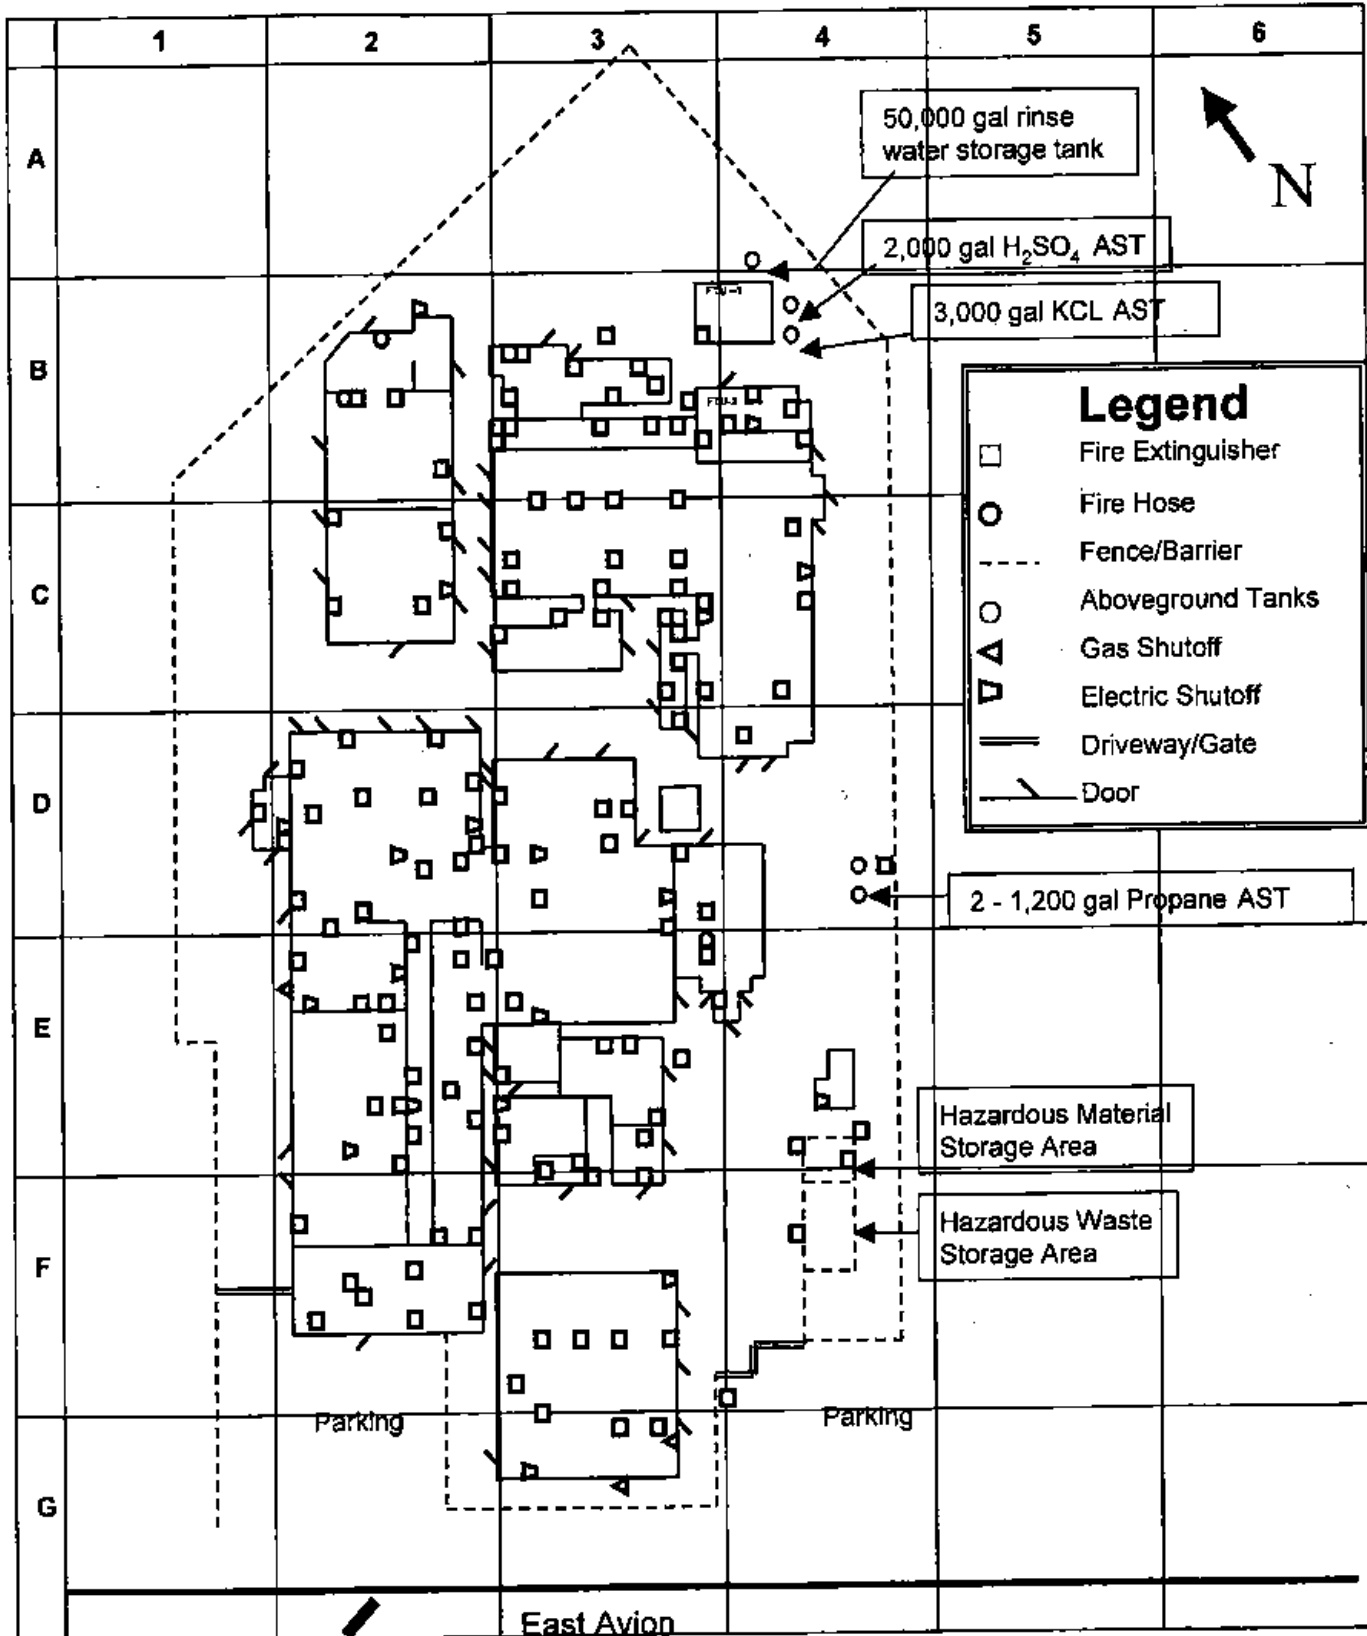 1 2 3 4 5 6
A
50,000 gal rinse
water storage tank
N
2,000 gal H₂SO₄ AST
3,000 gal KCL AST
B
Legend
Fire Extinguisher
Fire Hose
Fence/Barrier
Aboveground Tanks
Gas Shutoff
Electric Shutoff
Driveway/Gate
Door
C
D
2 - 1,200 gal Propane AST
E
Hazardous Material
Storage Area
Hazardous Waste
Storage Area
F
Parking
Parking
G
East Avion